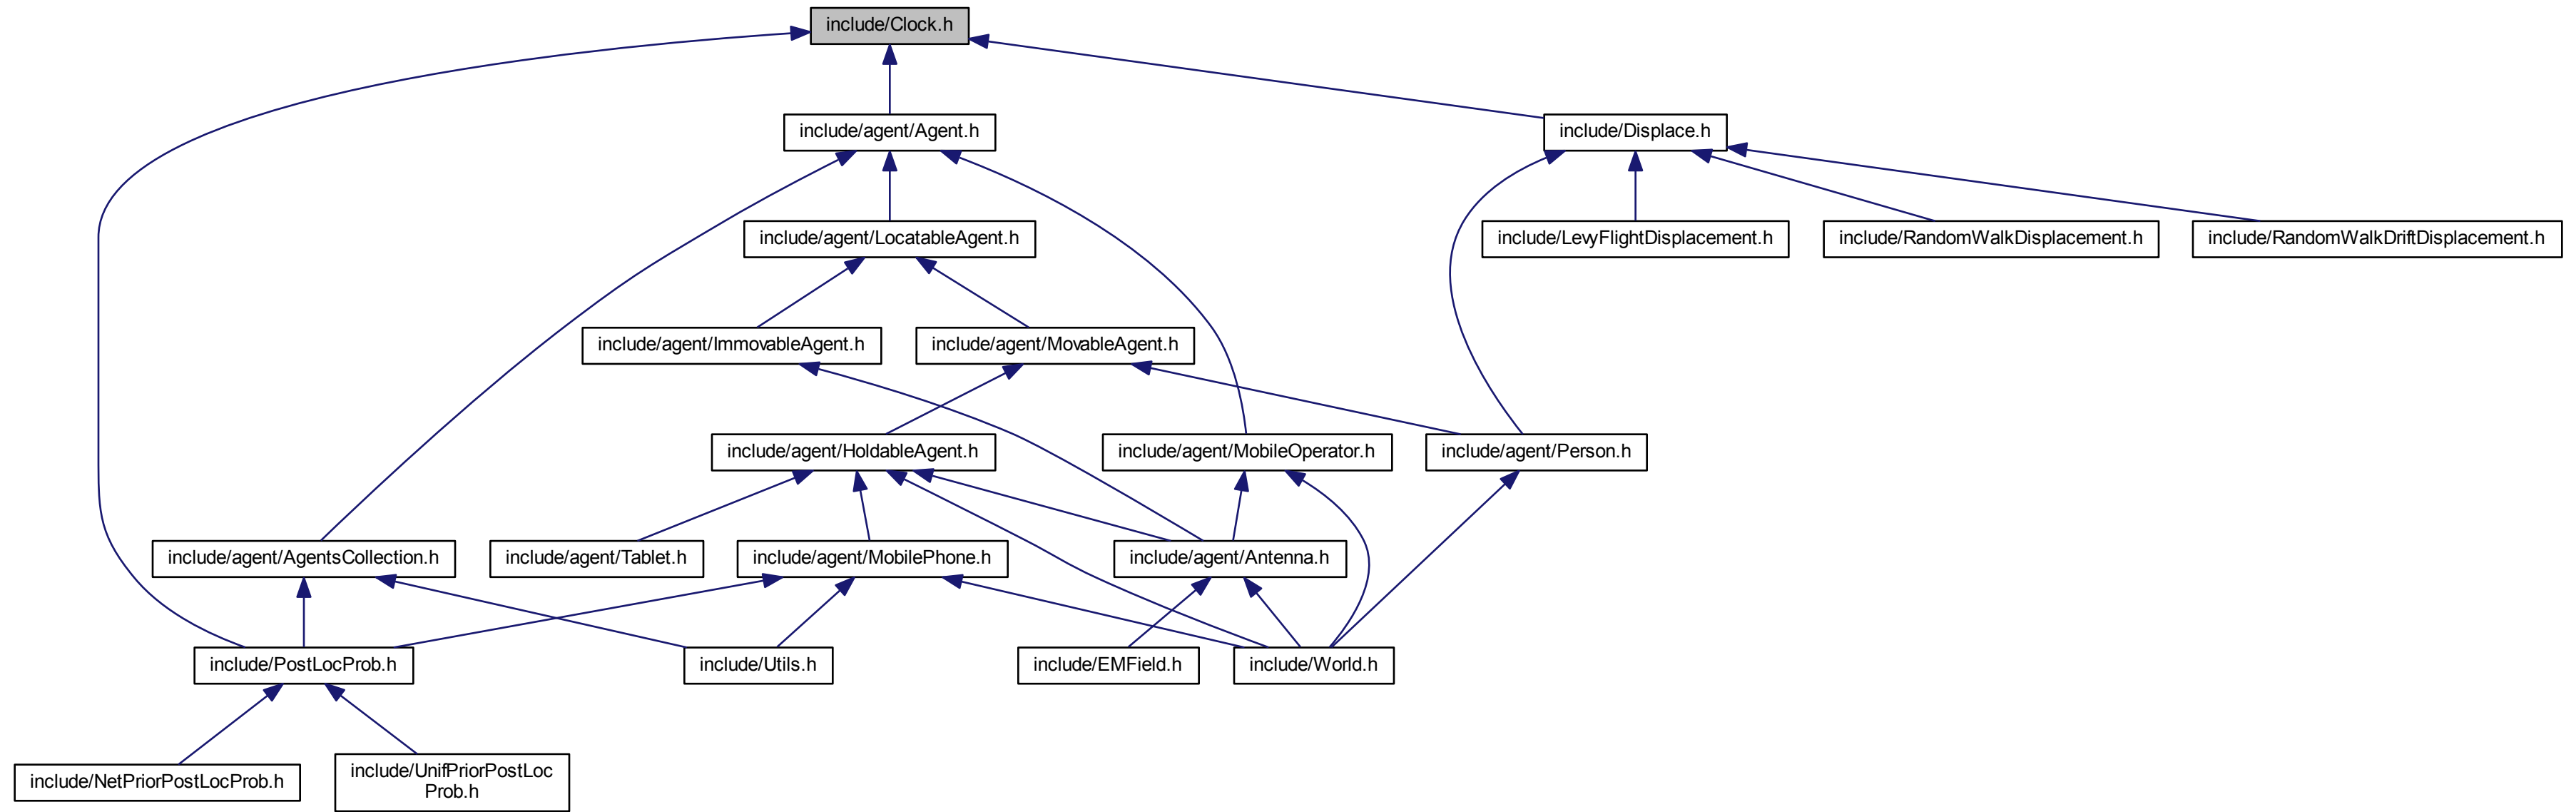 include/Clock.h
include/agent/Agent.h
include/Displace.h
include/agent/LocatableAgent.h
include/LevyFlightDisplacement.h
include/RandomWalkDisplacement.h
include/RandomWalkDriftDisplacement.h
include/agent/ImmovableAgent.h
include/agent/MovableAgent.h
include/agent/HoldableAgent.h
include/agent/MobileOperator.h
include/agent/Person.h
include/agent/AgentsCollection.h
include/agent/Tablet.h
include/agent/MobilePhone.h
include/agent/Antenna.h
include/PostLocProb.h
include/Utils.h
include/EMField.h
include/World.h
include/NetPriorPostLocProb.h
include/UnifPriorPostLoc
Prob.h